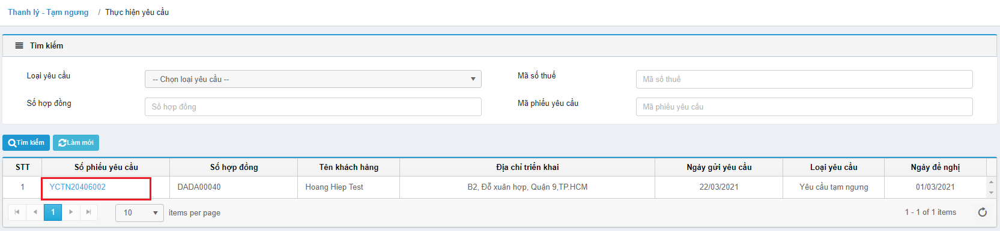 Thanh lý - Tạm ngưng / Thực hiện yêu cầu
Tìm kiếm
Loại yêu cầu -- Chọn loại yêu cầu -- Mã số thuế Mã số thuế
Số hợp đồng Số hợp đồng Mã phiếu yêu cầu Mã phiếu yêu cầu
Tìm kiếm Làm mới
STT Số phiếu yêu cầu Số hợp đồng Tên khách hàng Địa chỉ triển khai Ngày gửi yêu cầu Loại yêu cầu Ngày đề nghị
1 YCTN20406002 DADA00040 Hoang Hiep Test B2, Đỗ xuân hợp, Quận 9,TP.HCM 22/03/2021 Yêu cầu tạm ngưng 01/03/2021
1 10 items per page 1 - 1 of 1 items